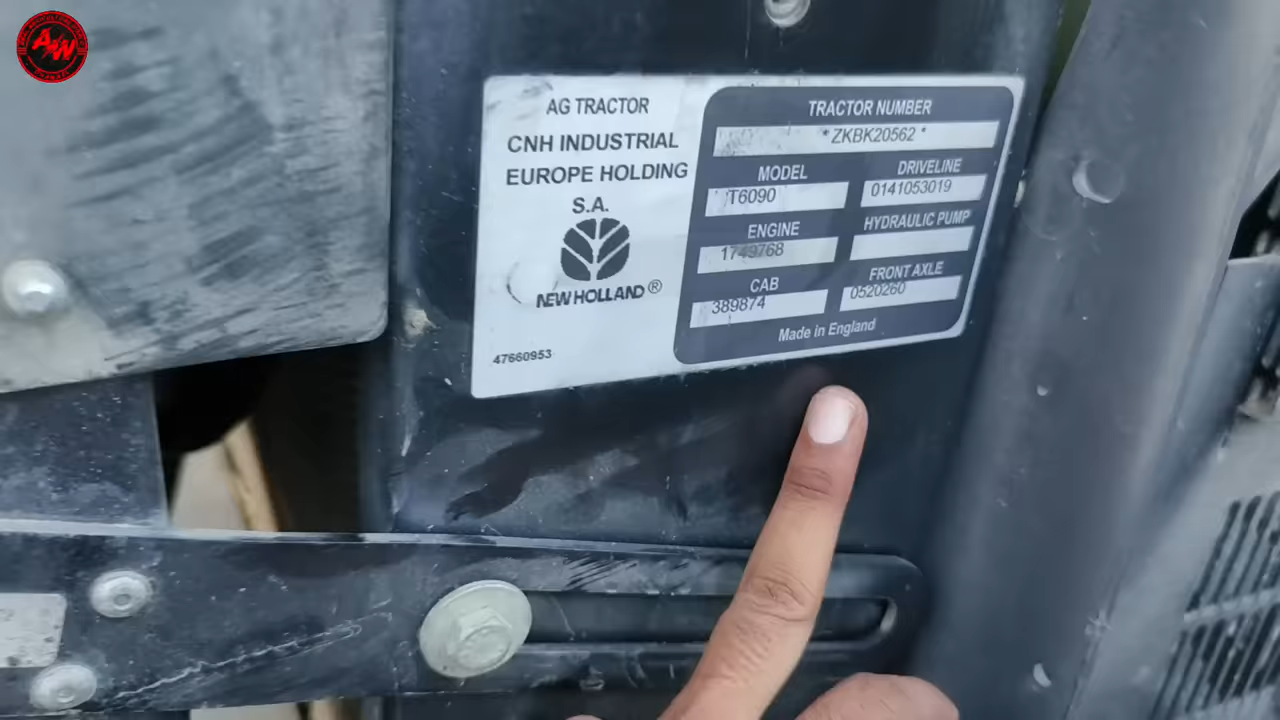 AW
AG TRACTOR
CNH INDUSTRIAL
EUROPE HOLDING
S.A.
NEW HOLLAND®
47660953
TRACTOR NUMBER
*ZKBK20562*
MODEL
T6090
DRIVELINE
0141053019
ENGINE
1749768
HYDRAULIC PUMP
CAB
389874
FRONT AXLE
0520260
Made in England